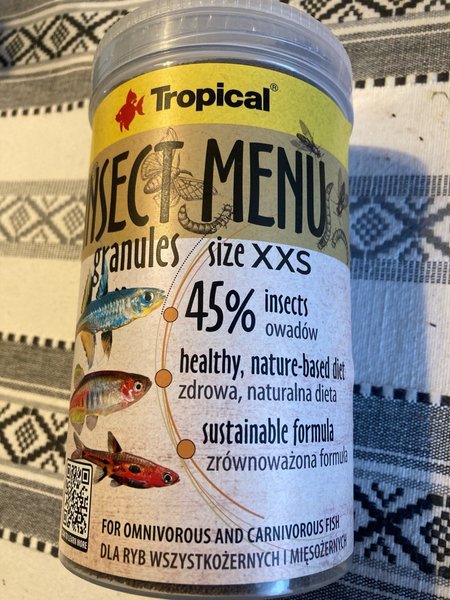 Tropical®
INSECT MENU
granules size XXS
45% insects
owadów
healthy, nature-based diet
zdrowa, naturalna dieta
sustainable formula
zrównoważona formuła
FOR OMNIVOROUS AND CARNIVOROUS FISH
DLA RYB WSZYSTKOŻERNYCH I MIĘSOŻERNYCH